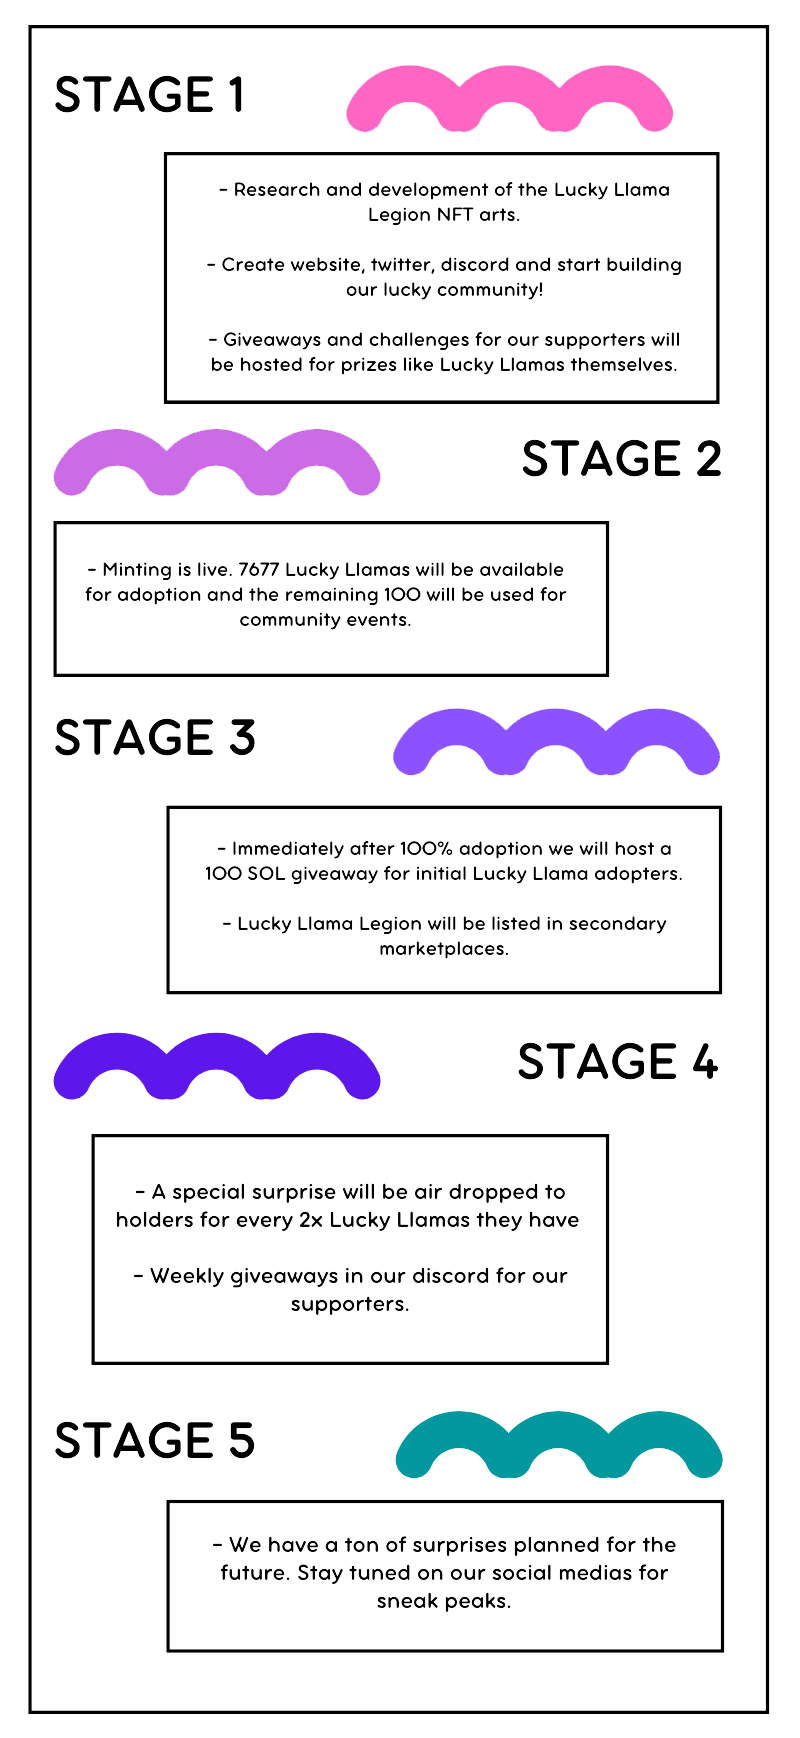 STAGE 1
- Research and development of the Lucky Llama
Legion NFT arts.
- Create website, twitter, discord and start building
our lucky community!
- Giveaways and challenges for our supporters will
be hosted for prizes like Lucky Llamas themselves.
STAGE 2
- Minting is live. 7677 Lucky Llamas will be available
for adoption and the remaining 100 will be used for
community events.
STAGE 3
- Immediately after 100% adoption we will host a
100 SOL giveaway for initial Lucky Llama adopters.
- Lucky Llama Legion will be listed in secondary
marketplaces.
STAGE 4
- A special surprise will be air dropped to
holders for every 2x Lucky Llamas they have
- Weekly giveaways in our discord for our
supporters.
STAGE 5
- We have a ton of surprises planned for the
future. Stay tuned on our social medias for
sneak peaks.